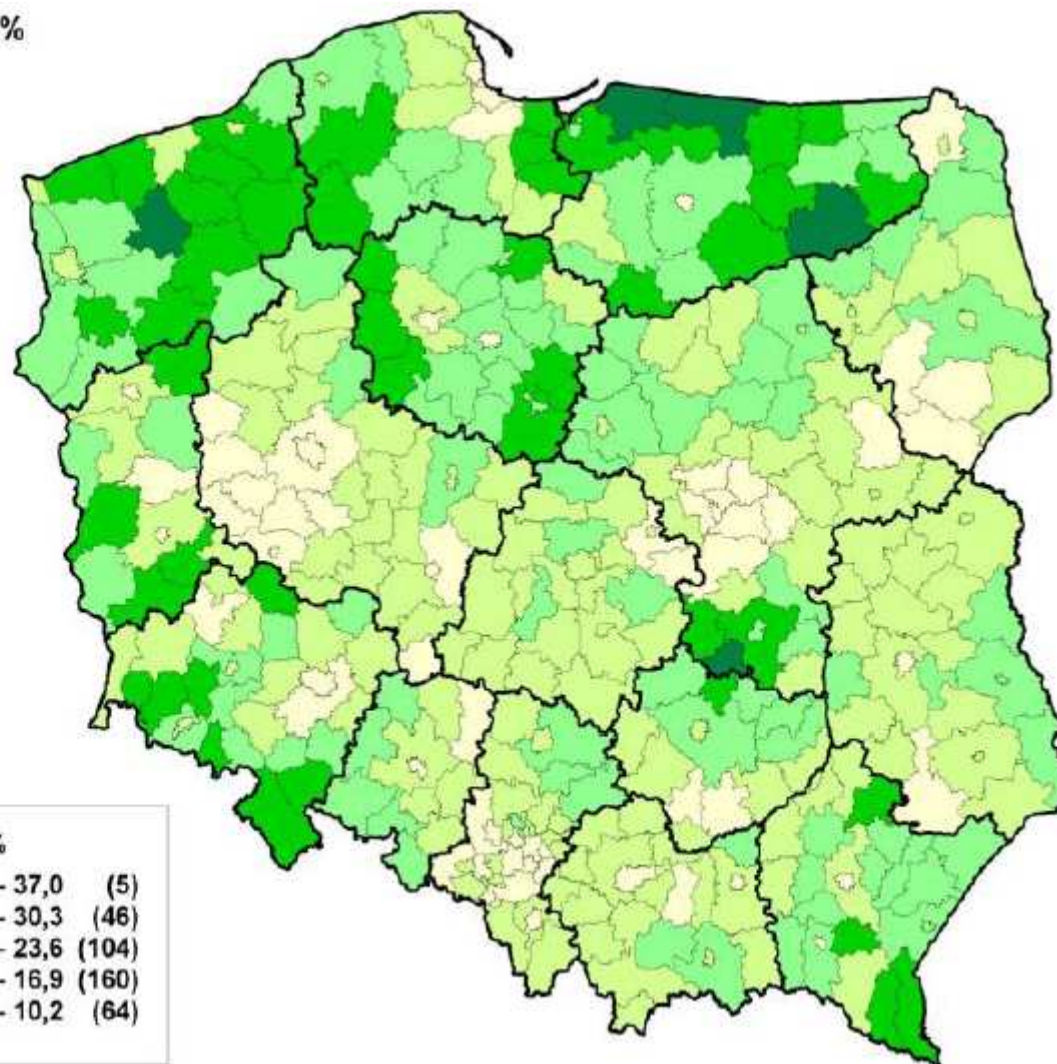 %
%
- 37,0 (5)
- 30,3 (46)
- 23,6 (104)
- 16,9 (160)
- 10,2 (64)